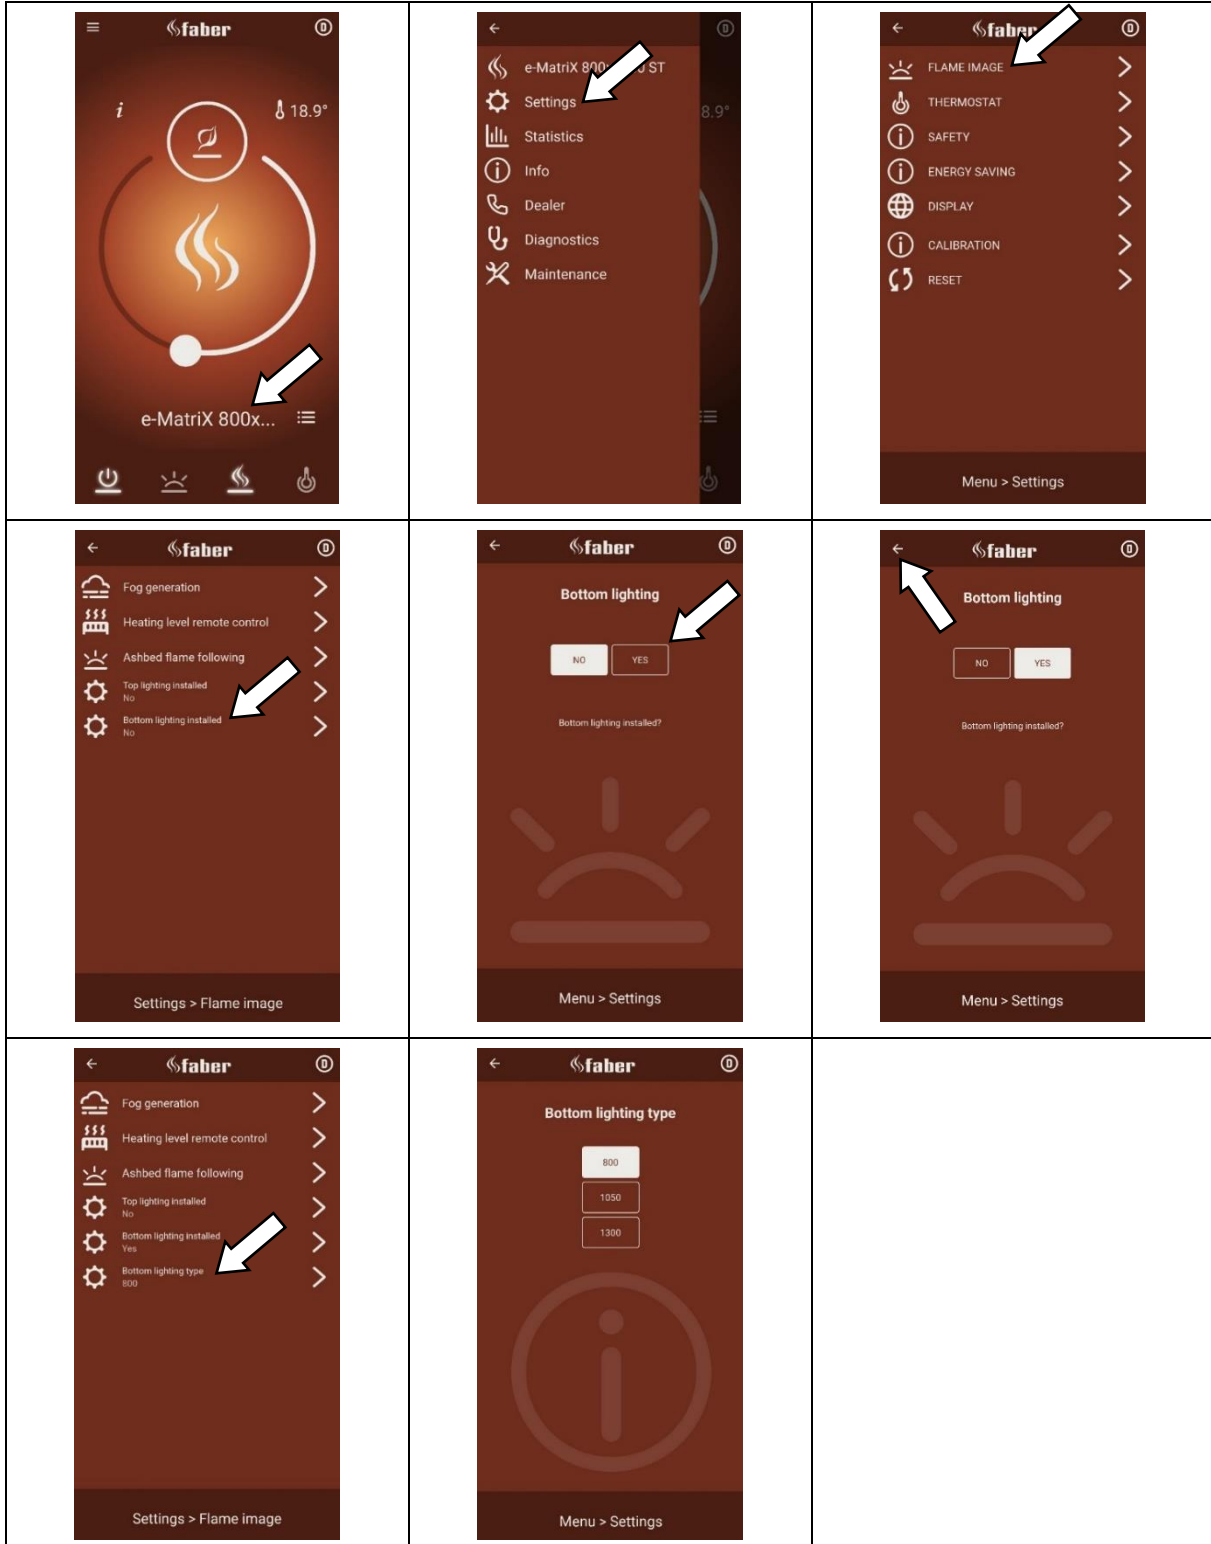 faber
D
i
18.9°
e-MatriX 800x...
e-MatriX 800x ST
Settings
8.9°
Statistics
Info
Dealer
Diagnostics
Maintenance
faber
D
FLAME IMAGE
THERMOSTAT
SAFETY
ENERGY SAVING
DISPLAY
CALIBRATION
RESET
Menu > Settings
faber
D
Fog generation
Heating level remote control
Ashbed flame following
Top lighting installed
No
Bottom lighting installed
No
Settings > Flame image
faber
D
Bottom lighting
NO YES
Bottom lighting installed?
Menu > Settings
faber
D
Bottom lighting
NO YES
Bottom lighting installed?
Menu > Settings
faber
D
Fog generation
Heating level remote control
Ashbed flame following
Top lighting installed
No
Bottom lighting installed
Yes
Bottom lighting type
800
Settings > Flame image
faber
D
Bottom lighting type
800
1050
1300
Menu > Settings